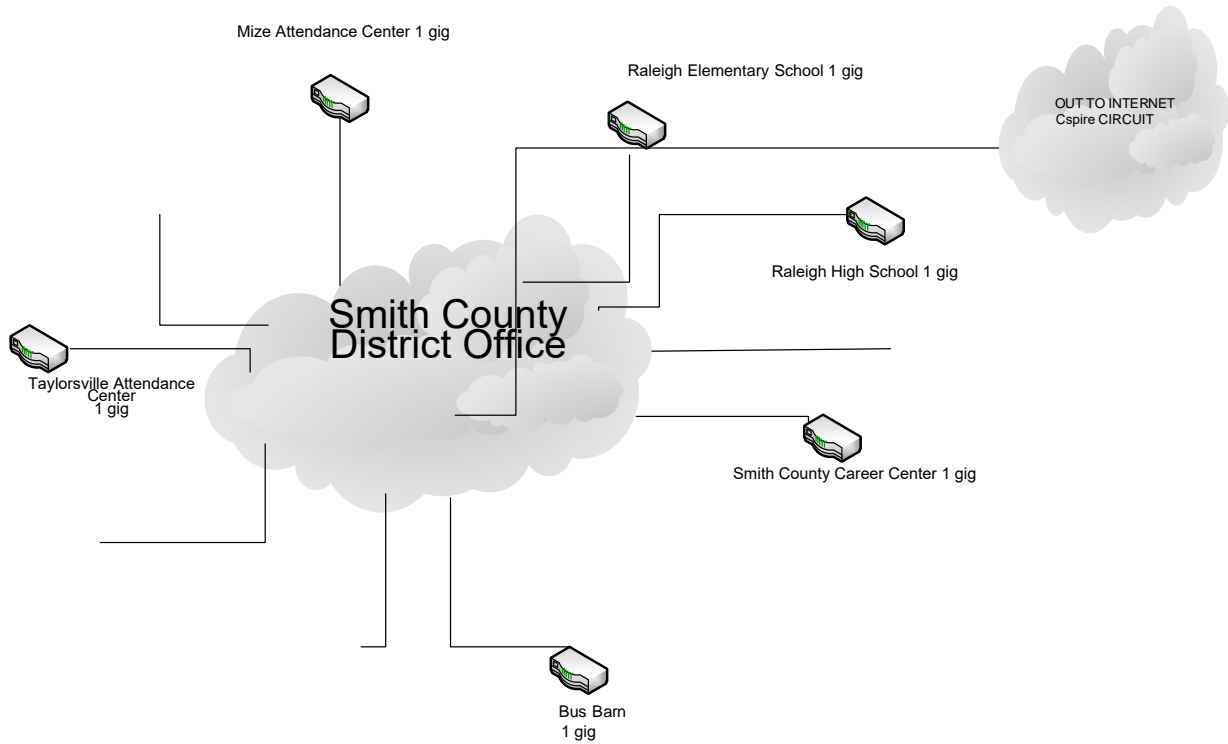 Mize Attendance Center 1 gig
Raleigh Elementary School 1 gig
OUT TO INTERNET
Cspire CIRCUIT
Raleigh High School 1 gig
Smith County
District Office
Taylorsville Attendance
Center
1 gig
Smith County Career Center 1 gig
Bus Barn
1 gig